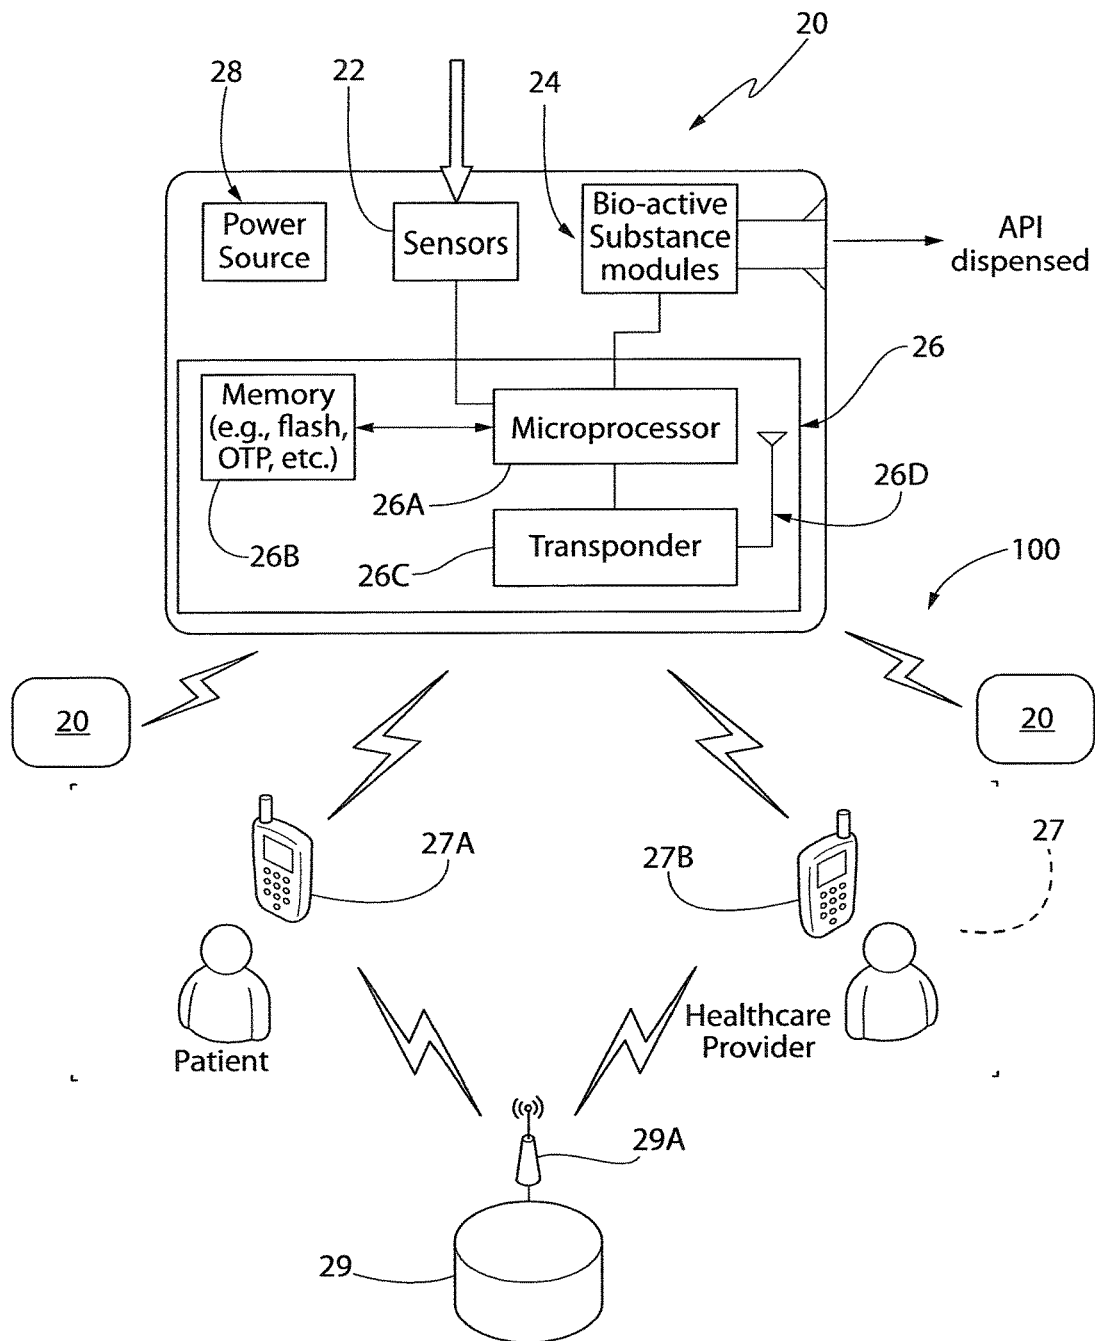 20
28
22
24
Power
Source
Sensors
Bio-active
Substance
modules
API
dispensed
26
Memory
(e.g., flash,
OTP, etc.)
Microprocessor
26A
26D
26B
Transponder
26C
100
20
20
27A
27B
27
Patient
Healthcare
Provider
29A
29